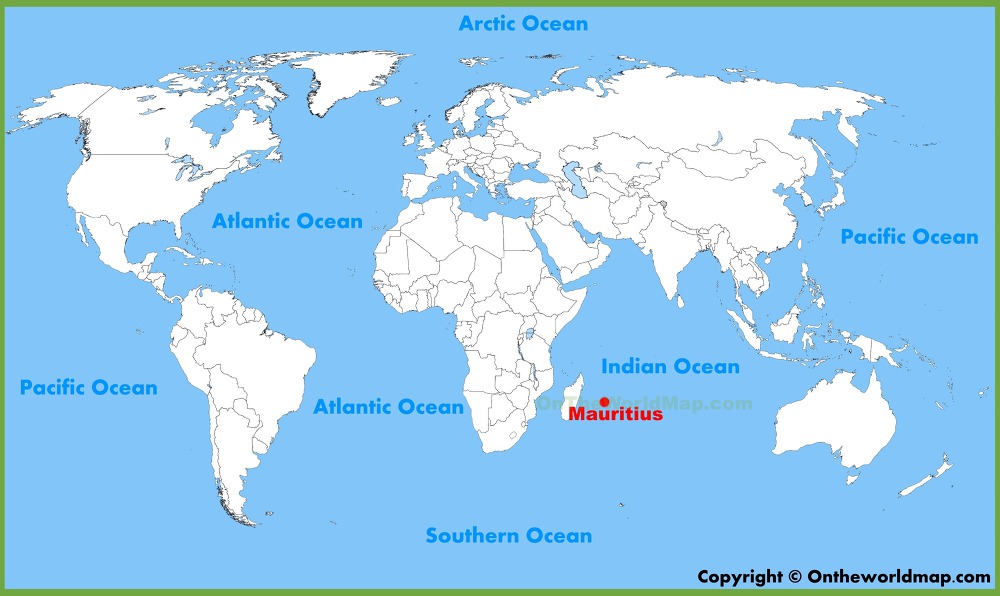 Arctic Ocean
Atlantic Ocean
Pacific Ocean
Indian Ocean
Pacific Ocean
Atlantic Ocean
OnTheWorldMap.com
Mauritius
Southern Ocean
Copyright © Ontheworldmap.com